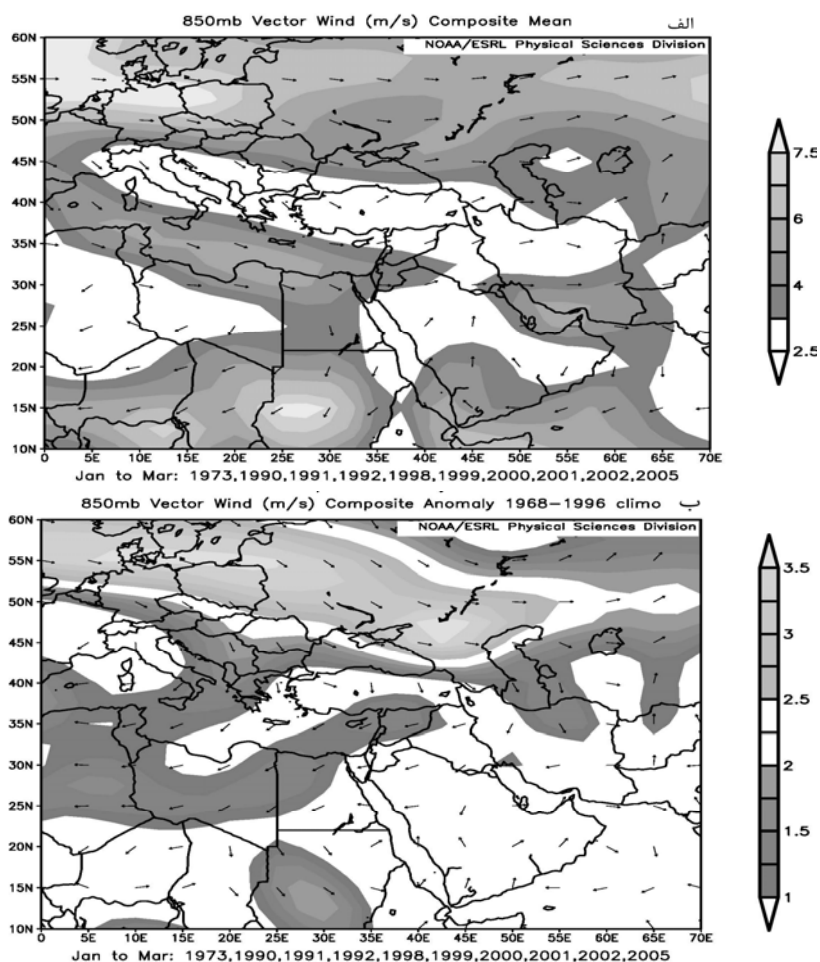 850mb Vector Wind (m/s) Composite Mean الف
NOAA/ESRL Physical Sciences Division
60N
55N
50N
45N
40N
35N
30N
25N
20N
15N
10N
0 5E 10E 15E 20E 25E 30E 35E 40E 45E 50E 55E 60E 65E 70E
Jan to Mar: 1973,1990,1991,1992,1998,1999,2000,2001,2002,2005
7.5
6
4
2.5
850mb Vector Wind (m/s) Composite Anomaly 1968-1996 climo ب
NOAA/ESRL Physical Sciences Division
60N
55N
50N
45N
40N
35N
30N
25N
20N
15N
10N
0 5E 10E 15E 20E 25E 30E 35E 40E 45E 50E 55E 60E 65E 70E
Jan to Mar: 1973,1990,1991,1992,1998,1999,2000,2001,2002,2005
3.5
3
2.5
2
1.5
1